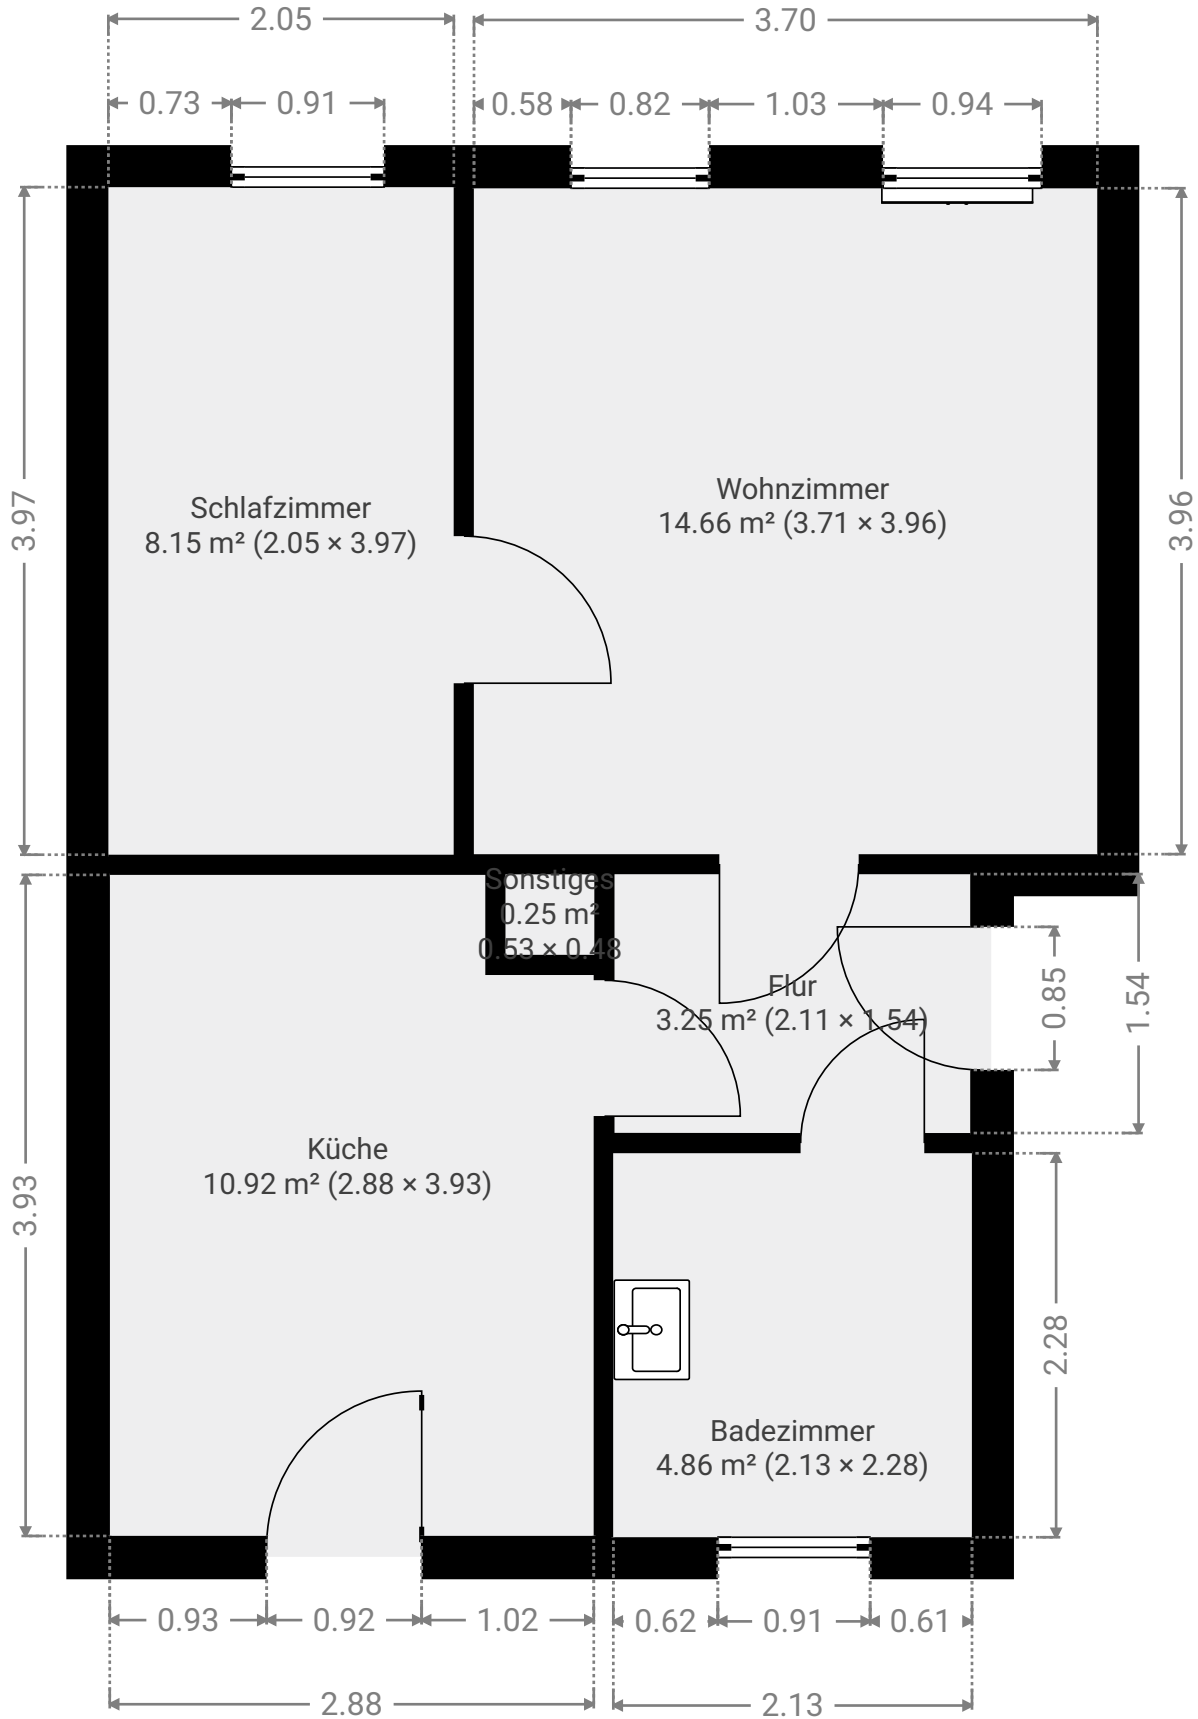 2.05
3.70
0.73
0.91
0.58
0.82
1.03
0.94
3.97
3.96
Schlafzimmer
8.15 m² (2.05 × 3.97)
Wohnzimmer
14.66 m² (3.71 × 3.96)
Sonstiges
0.25 m²
0.53 × 0.48
Flur
3.25 m² (2.11 × 1.54)
0.85
1.54
Küche
10.92 m² (2.88 × 3.93)
3.93
2.28
Badezimmer
4.86 m² (2.13 × 2.28)
0.93
0.92
1.02
0.62
0.91
0.61
2.88
2.13